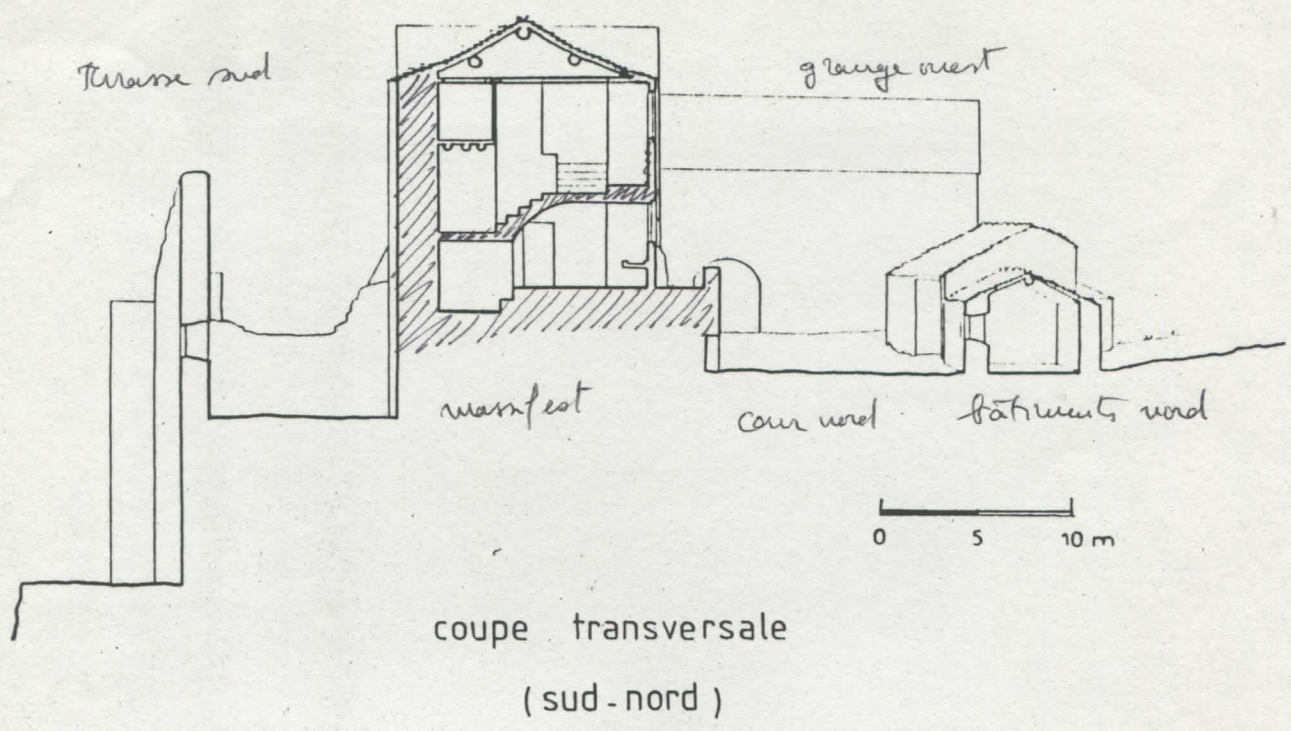 terrasse sud
grange ouest
massif est
cour nord
bâtiments nord
0 5 10 m
coupe transversale
( sud - nord )